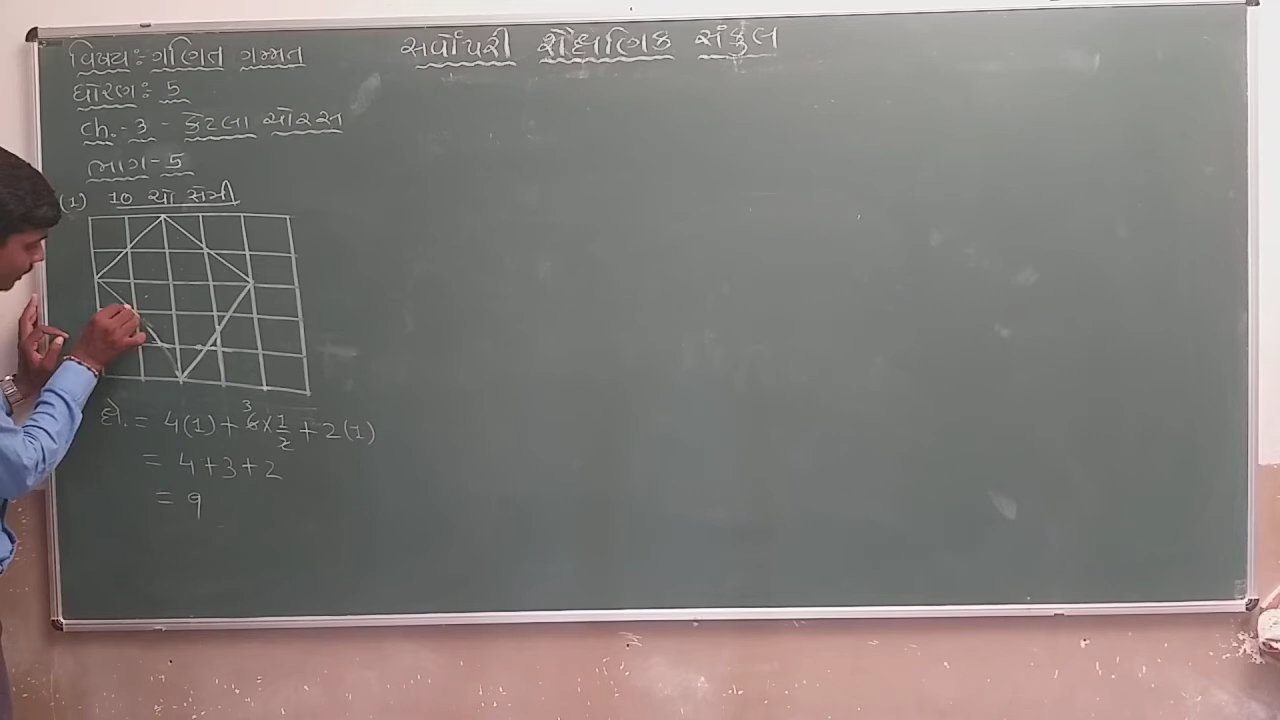 સર્વોપરી શૈક્ષણિક સંકુલ
વિષય:- ગણિત ગમ્મત
ધોરણ:- 5
ch.-3 - કેટલા ચોરસ
ભાગ-5
(1) 10 ચો સેમી
ક્ષે. = 4(1) + 6³ × 1/2 + 2(1)
= 4+3+2
= 9